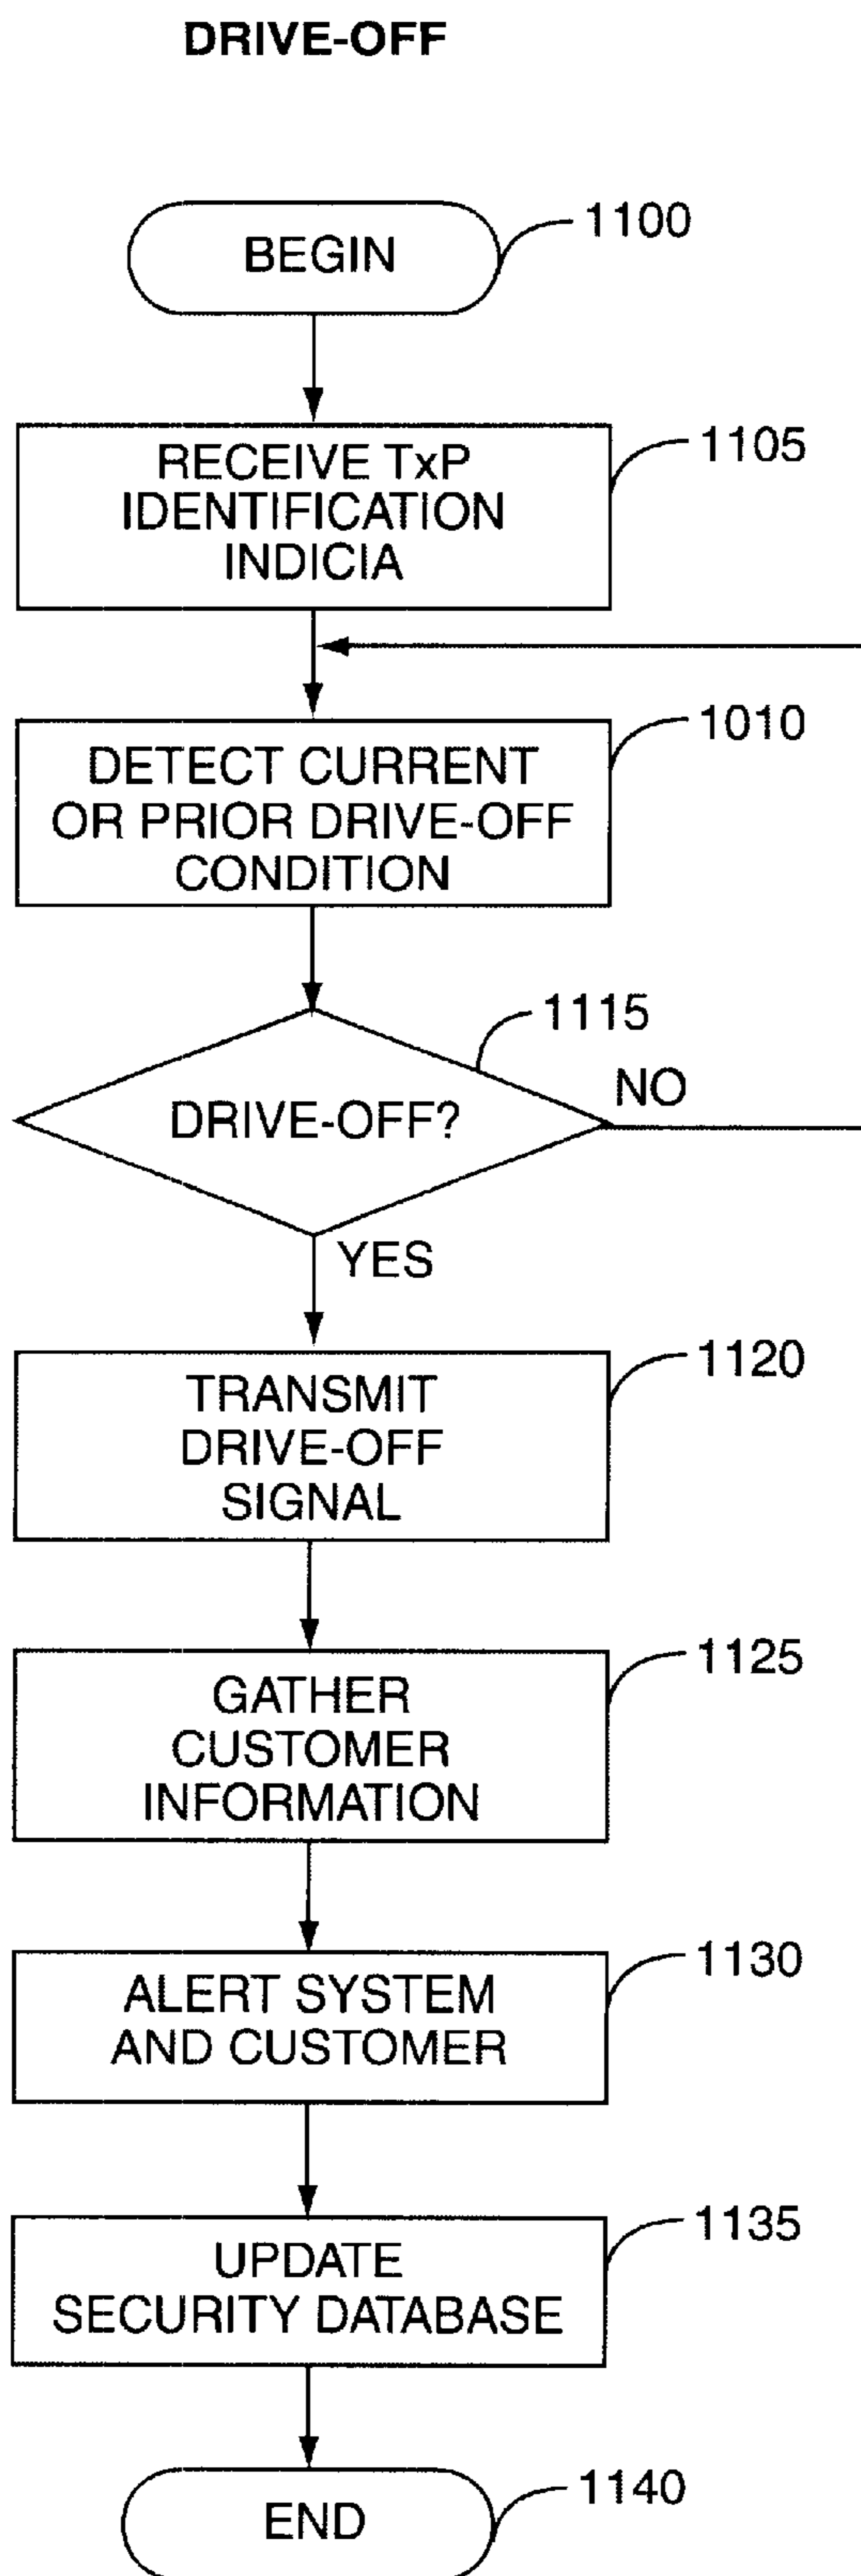 DRIVE-OFF
BEGIN
1100
RECEIVE TxP
IDENTIFICATION
INDICIA
1105
DETECT CURRENT
OR PRIOR DRIVE-OFF
CONDITION
1010
DRIVE-OFF?
1115
NO
YES
TRANSMIT
DRIVE-OFF
SIGNAL
1120
GATHER
CUSTOMER
INFORMATION
1125
ALERT SYSTEM
AND CUSTOMER
1130
UPDATE
SECURITY DATABASE
1135
END
1140